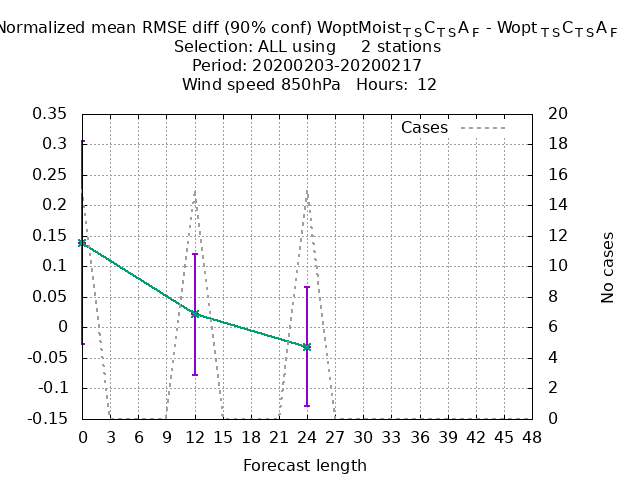 Normalized mean RMSE diff (90% conf) WoptMoist T S C T S A F - Wopt T S C T S A F
Selection: ALL using 2 stations
Period: 20200203-20200217
Wind speed 850hPa Hours: 12
Cases
0.35
0.3
0.25
0.2
0.15
0.1
0.05
0
-0.05
-0.1
-0.15
20
18
16
14
12
10
8
6
4
2
0
No cases
0 3 6 9 12 15 18 21 24 27 30 33 36 39 42 45 48
Forecast length